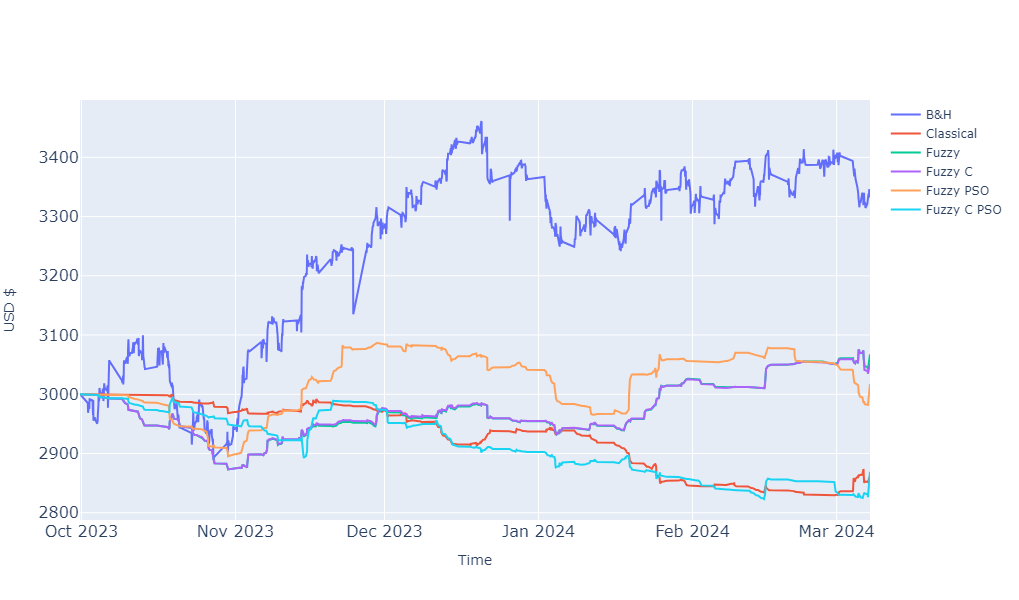 USD $
3400
3300
3200
3100
3000
2900
2800
Oct 2023 Nov 2023 Dec 2023 Jan 2024 Feb 2024 Mar 2024
Time
B&H
Classical
Fuzzy
Fuzzy C
Fuzzy PSO
Fuzzy C PSO